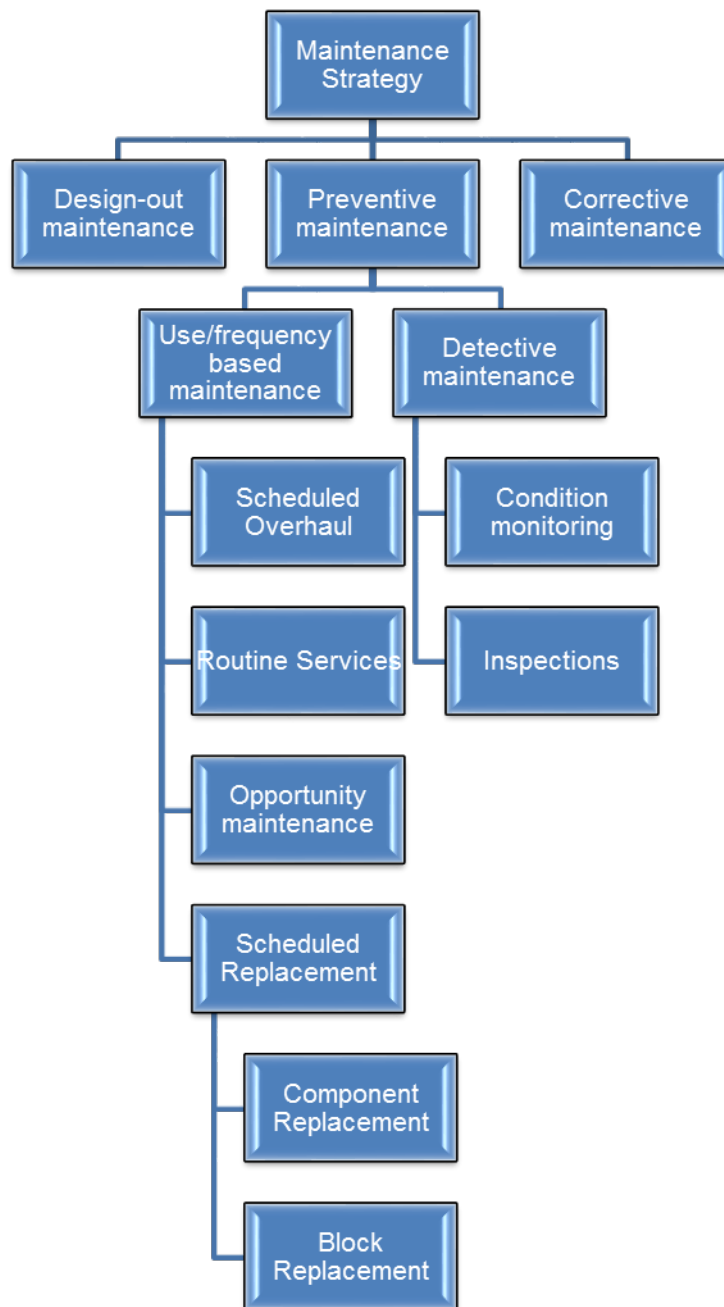 Maintenance
Strategy
Design-out
maintenance
Preventive
maintenance
Corrective
maintenance
Use/frequency
based
maintenance
Detective
maintenance
Scheduled
Overhaul
Condition
monitoring
Routine Services
Inspections
Opportunity
maintenance
Scheduled
Replacement
Component
Replacement
Block
Replacement